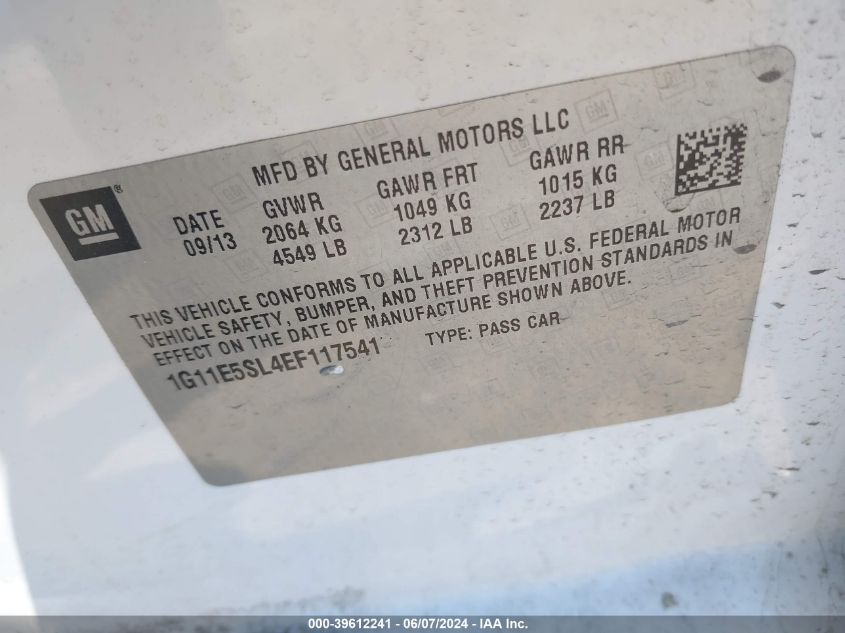 MFD BY GENERAL MOTORS LLC
GM®
DATE GVWR GAWR FRT GAWR RR
09/13 2064 KG 1049 KG 1015 KG
4549 LB 2312 LB 2237 LB
THIS VEHICLE CONFORMS TO ALL APPLICABLE U.S. FEDERAL MOTOR
VEHICLE SAFETY, BUMPER, AND THEFT PREVENTION STANDARDS IN
EFFECT ON THE DATE OF MANUFACTURE SHOWN ABOVE.
1G11E5SL4EF117541 TYPE: PASS CAR
000-39612241 - 06/07/2024 - IAA Inc.